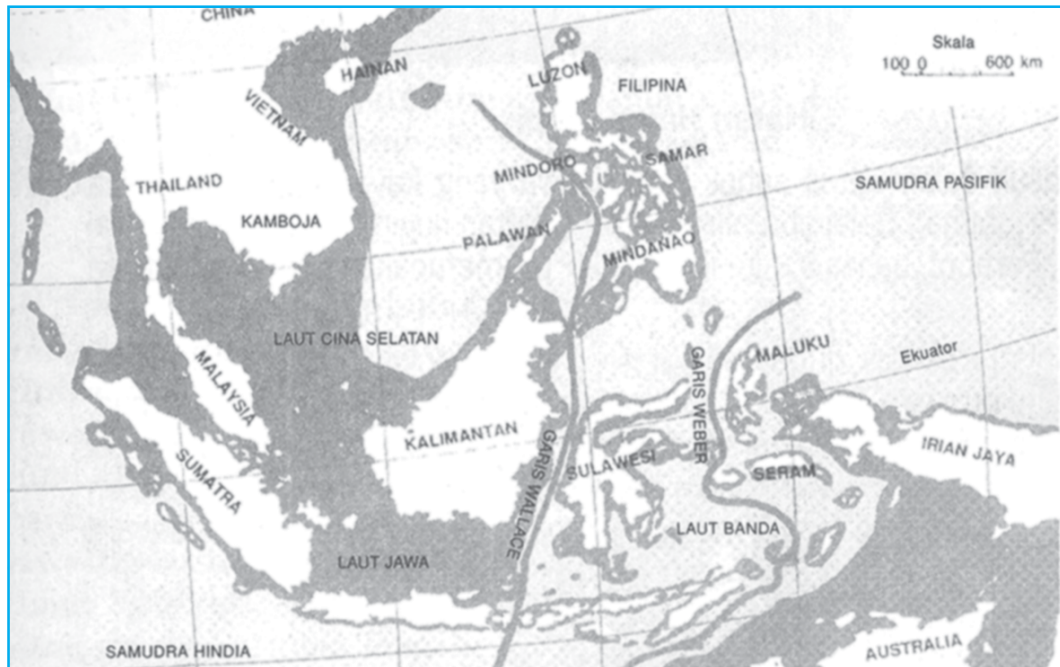 CHINA
Skala
100 0 600 km
HAINAN
LUZON
FILIPINA
VIETNAM
MINDORO
SAMAR
THAILAND
SAMUDRA PASIFIK
KAMBOJA
PALAWAN
MINDANAO
LAUT CINA SELATAN
MALUKU
Ekuator
GARIS WEBER
MALAYSIA
KALIMANTAN
GARIS WALLACE
SULAWESI
IRIAN JAYA
SUMATRA
SERAM
LAUT BANDA
LAUT JAWA
SAMUDRA HINDIA
AUSTRALIA